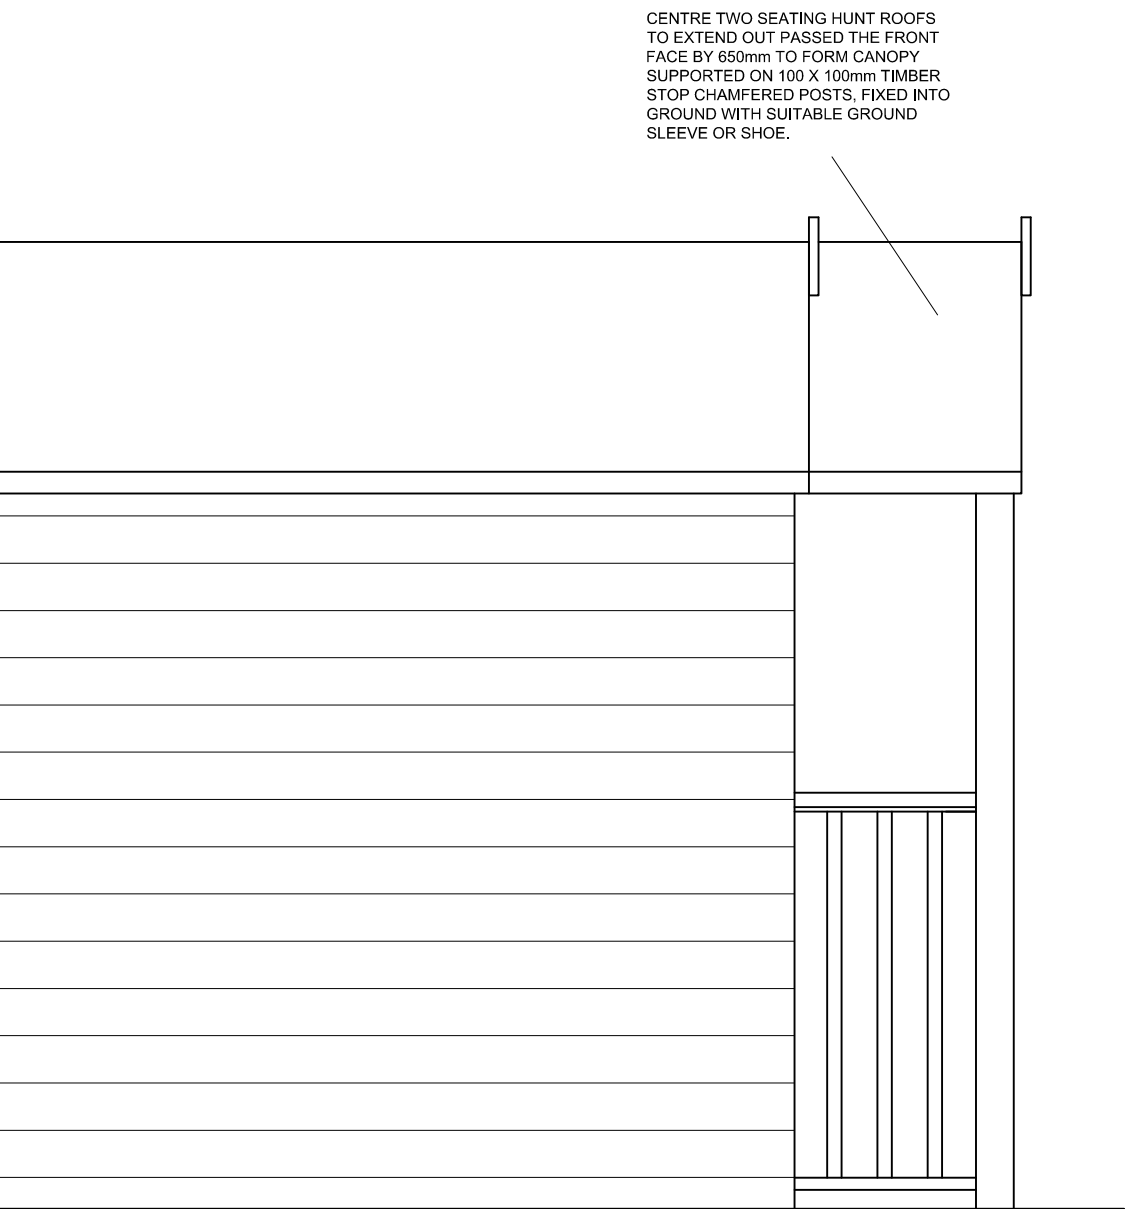 CENTRE TWO SEATING HUNT ROOFS
TO EXTEND OUT PASSED THE FRONT
FACE BY 650mm TO FORM CANOPY
SUPPORTED ON 100 X 100mm TIMBER
STOP CHAMFERED POSTS, FIXED INTO
GROUND WITH SUITABLE GROUND
SLEEVE OR SHOE.